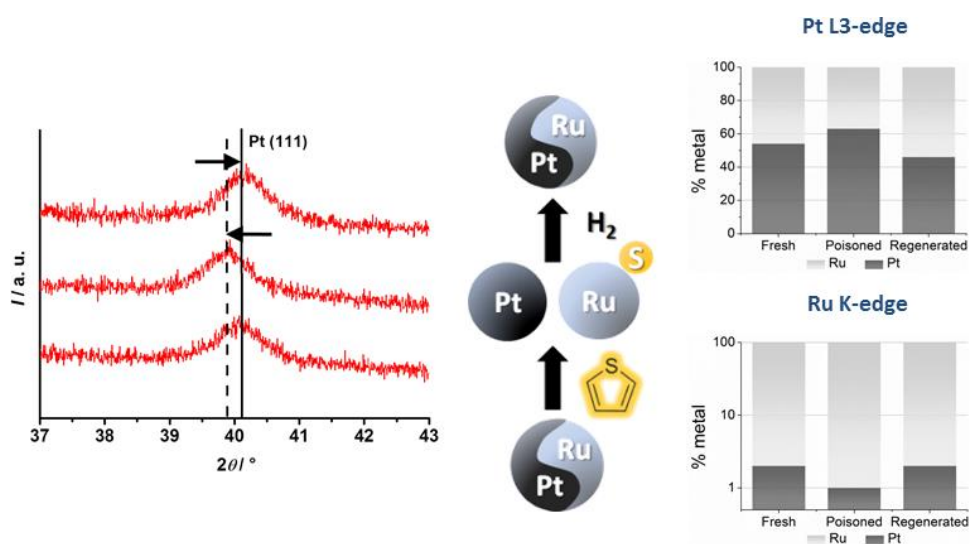 Pt (111)
I / a. u.
37 38 39 40 41 42 43
2θ/ °
Ru
Pt
H2
S
Pt
Ru
S
Ru
Pt
Pt L3-edge
% metal
100
80
60
40
20
0
Fresh Poisoned Regenerated
Ru Pt
Ru K-edge
% metal
100
10
1
Fresh Poisoned Regenerated
Ru Pt